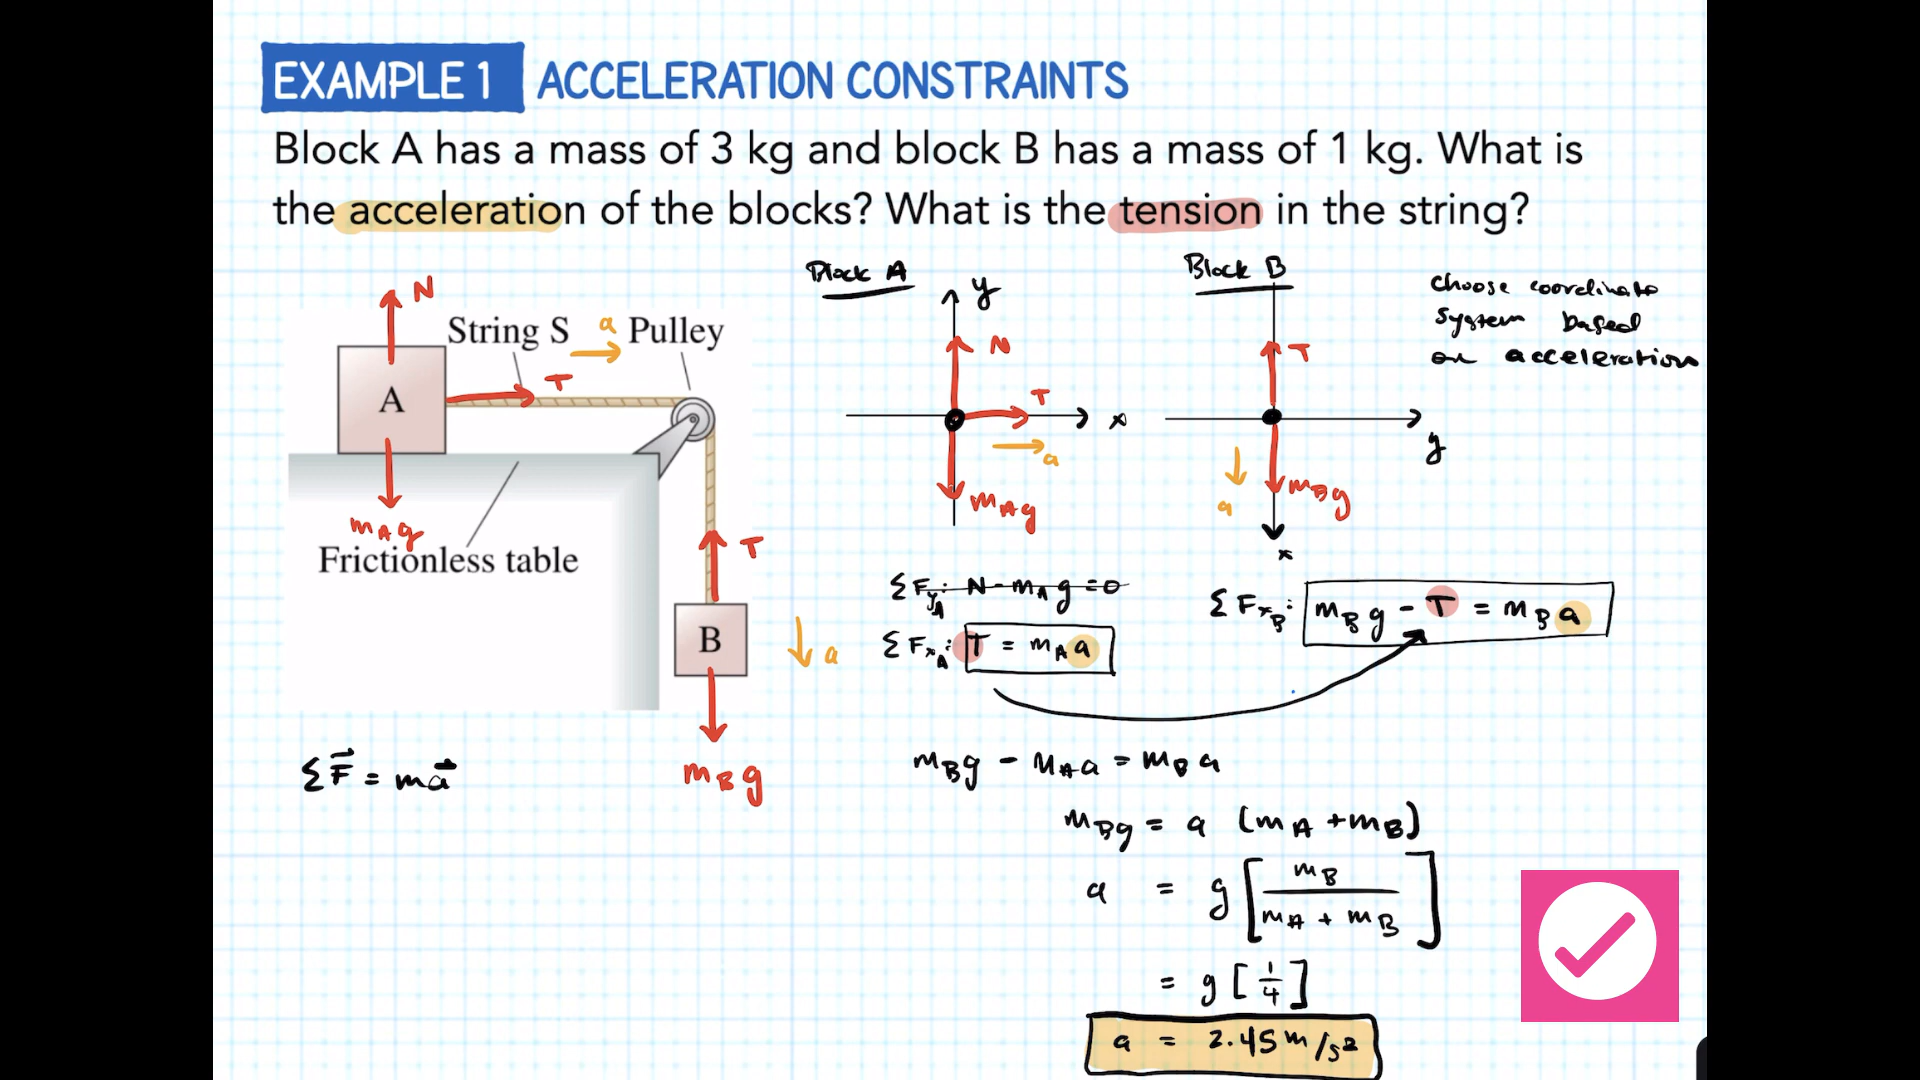 EXAMPLE 1 ACCELERATION CONSTRAINTS
Block A has a mass of 3 kg and block B has a mass of 1 kg. What is
the acceleration of the blocks? What is the tension in the string?
N
String S
a
Pulley
A
T
mAg
Frictionless table
T
B
a
mBg
ΣF⃗ = ma⃗
Block A
y
N
T
x
a
mAg
Block B
T
y
a
mBg
x
choose coordinate
system based
on acceleration
ΣFyA: N - mAg = 0
ΣFxA: T = mAa
ΣFxB: mBg - T = mBa
mBg - mAa = mBa
mBg = a (mA + mB)
a = g [mB / (mA + mB)]
= g [1/4]
a = 2.45 m/s²